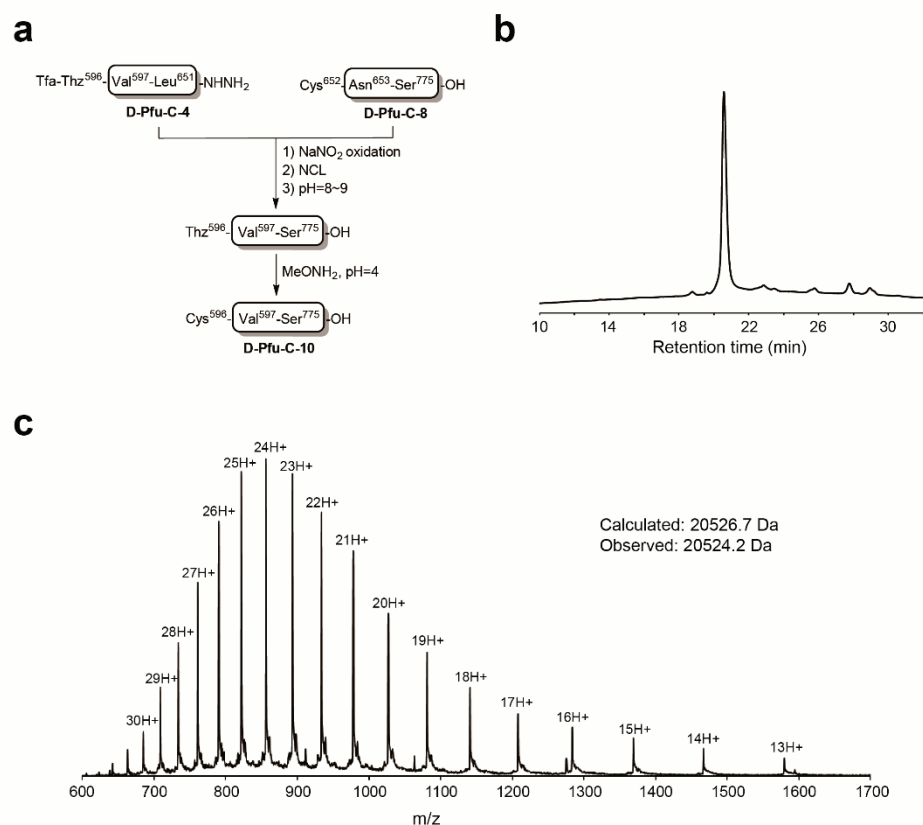 a
Tfa-Thz⁵⁹⁶-Val⁵⁹⁷-Leu⁶⁵¹-NHNH₂
D-Pfu-C-4
Cys⁶⁵²-Asn⁶⁵³-Ser⁷⁷⁵-OH
D-Pfu-C-8
1) NaNO₂ oxidation
2) NCL
3) pH=8~9
Thz⁵⁹⁶-Val⁵⁹⁷-Ser⁷⁷⁵-OH
MeONH₂, pH=4
Cys⁵⁹⁶-Val⁵⁹⁷-Ser⁷⁷⁵-OH
D-Pfu-C-10
b
10 14 18 22 26 30
Retention time (min)
c
30H+
29H+
28H+
27H+
26H+
25H+
24H+
23H+
22H+
21H+
20H+
19H+
18H+
17H+
16H+
15H+
14H+
13H+
Calculated: 20526.7 Da
Observed: 20524.2 Da
600 700 800 900 1000 1100 1200 1300 1400 1500 1600 1700
m/z